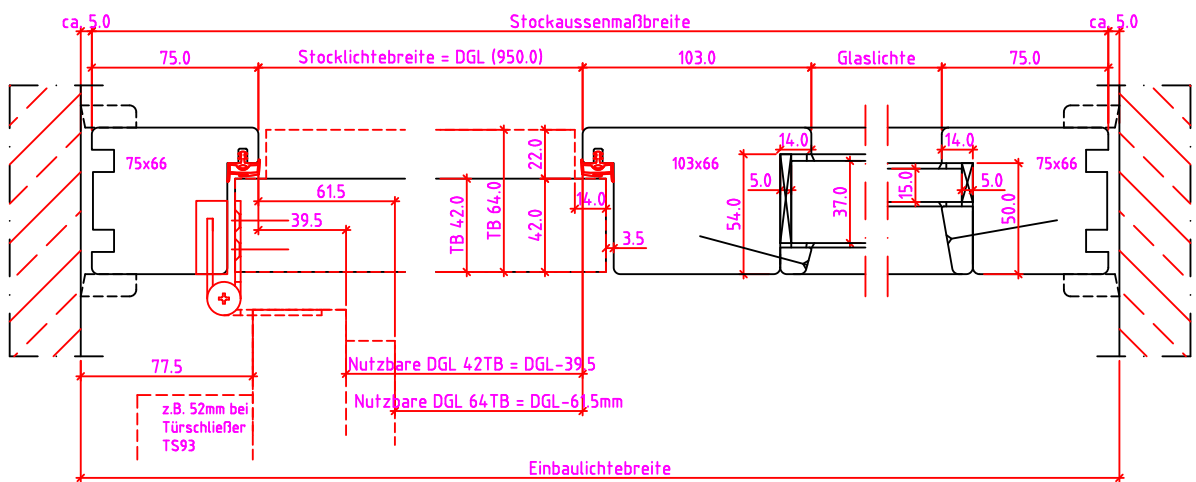 ca. 5.0
Stockaussenmaßbreite
ca. 5.0
75.0
Stocklichtebreite = DGL (950.0)
103.0
Glaslichte
75.0
75x66
22.0
14.0
103x66
14.0
75x66
61.5
39.5
TB 42.0
TB 64.0
42.0
14.0
3.5
54.0
5.0
37.0
15.0
5.0
50.0
77.5
Nutzbare DGL 42TB = DGL-39.5
Nutzbare DGL 64TB = DGL-61.5mm
z.B. 52mm bei
Türschließer
TS93
Einbaulichtebreite